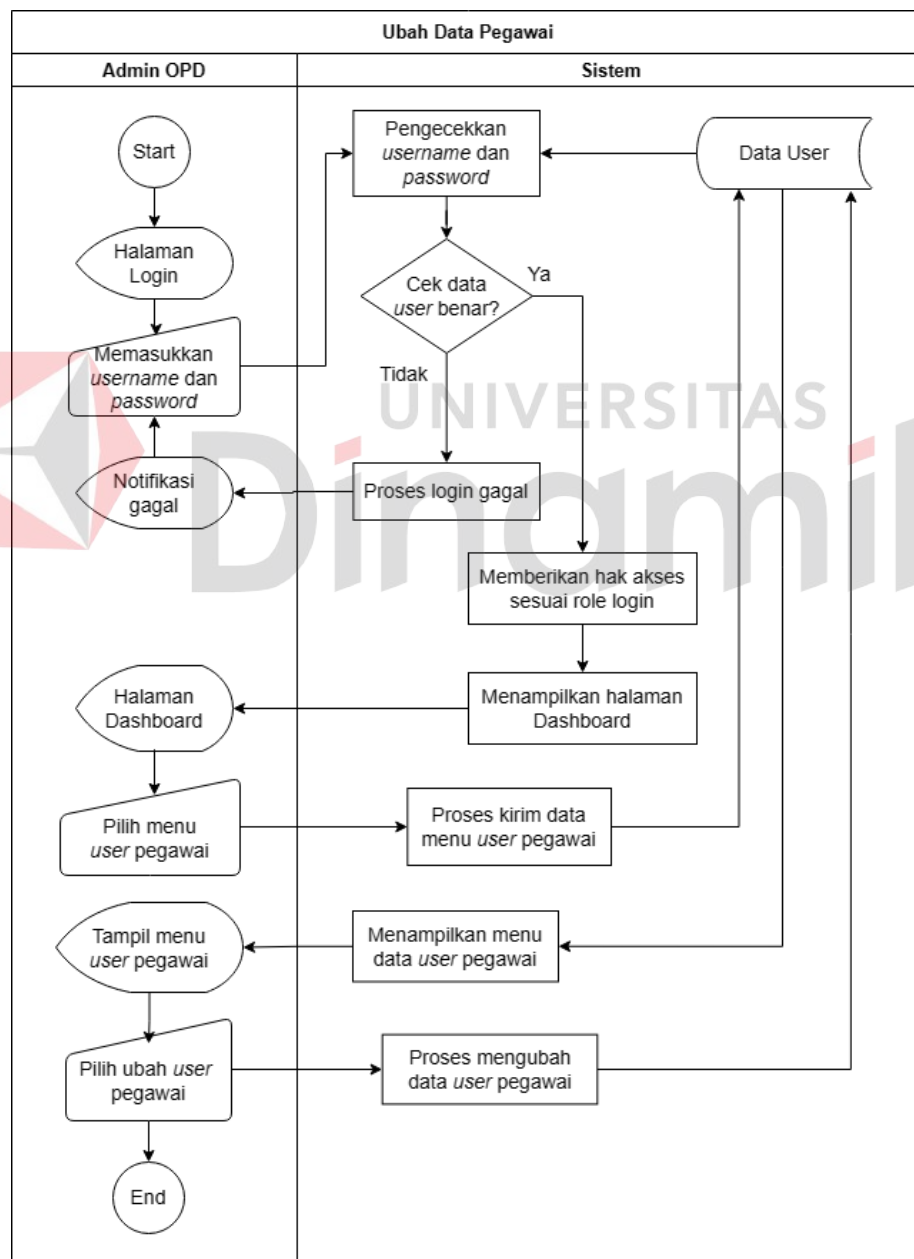 Ubah Data Pegawai
Admin OPD
Sistem
Start
Pengecekkan
username dan
password
Data User
Halaman
Login
Cek data
user benar?
Ya
Tidak
Memasukkan
username dan
password
UNIVERSITAS
Dinamik
Notifikasi
gagal
Proses login gagal
Memberikan hak akses
sesuai role login
Halaman
Dashboard
Menampilkan halaman
Dashboard
Pilih menu
user pegawai
Proses kirim data
menu user pegawai
Tampil menu
user pegawai
Menampilkan menu
data user pegawai
Pilih ubah user
pegawai
Proses mengubah
data user pegawai
End